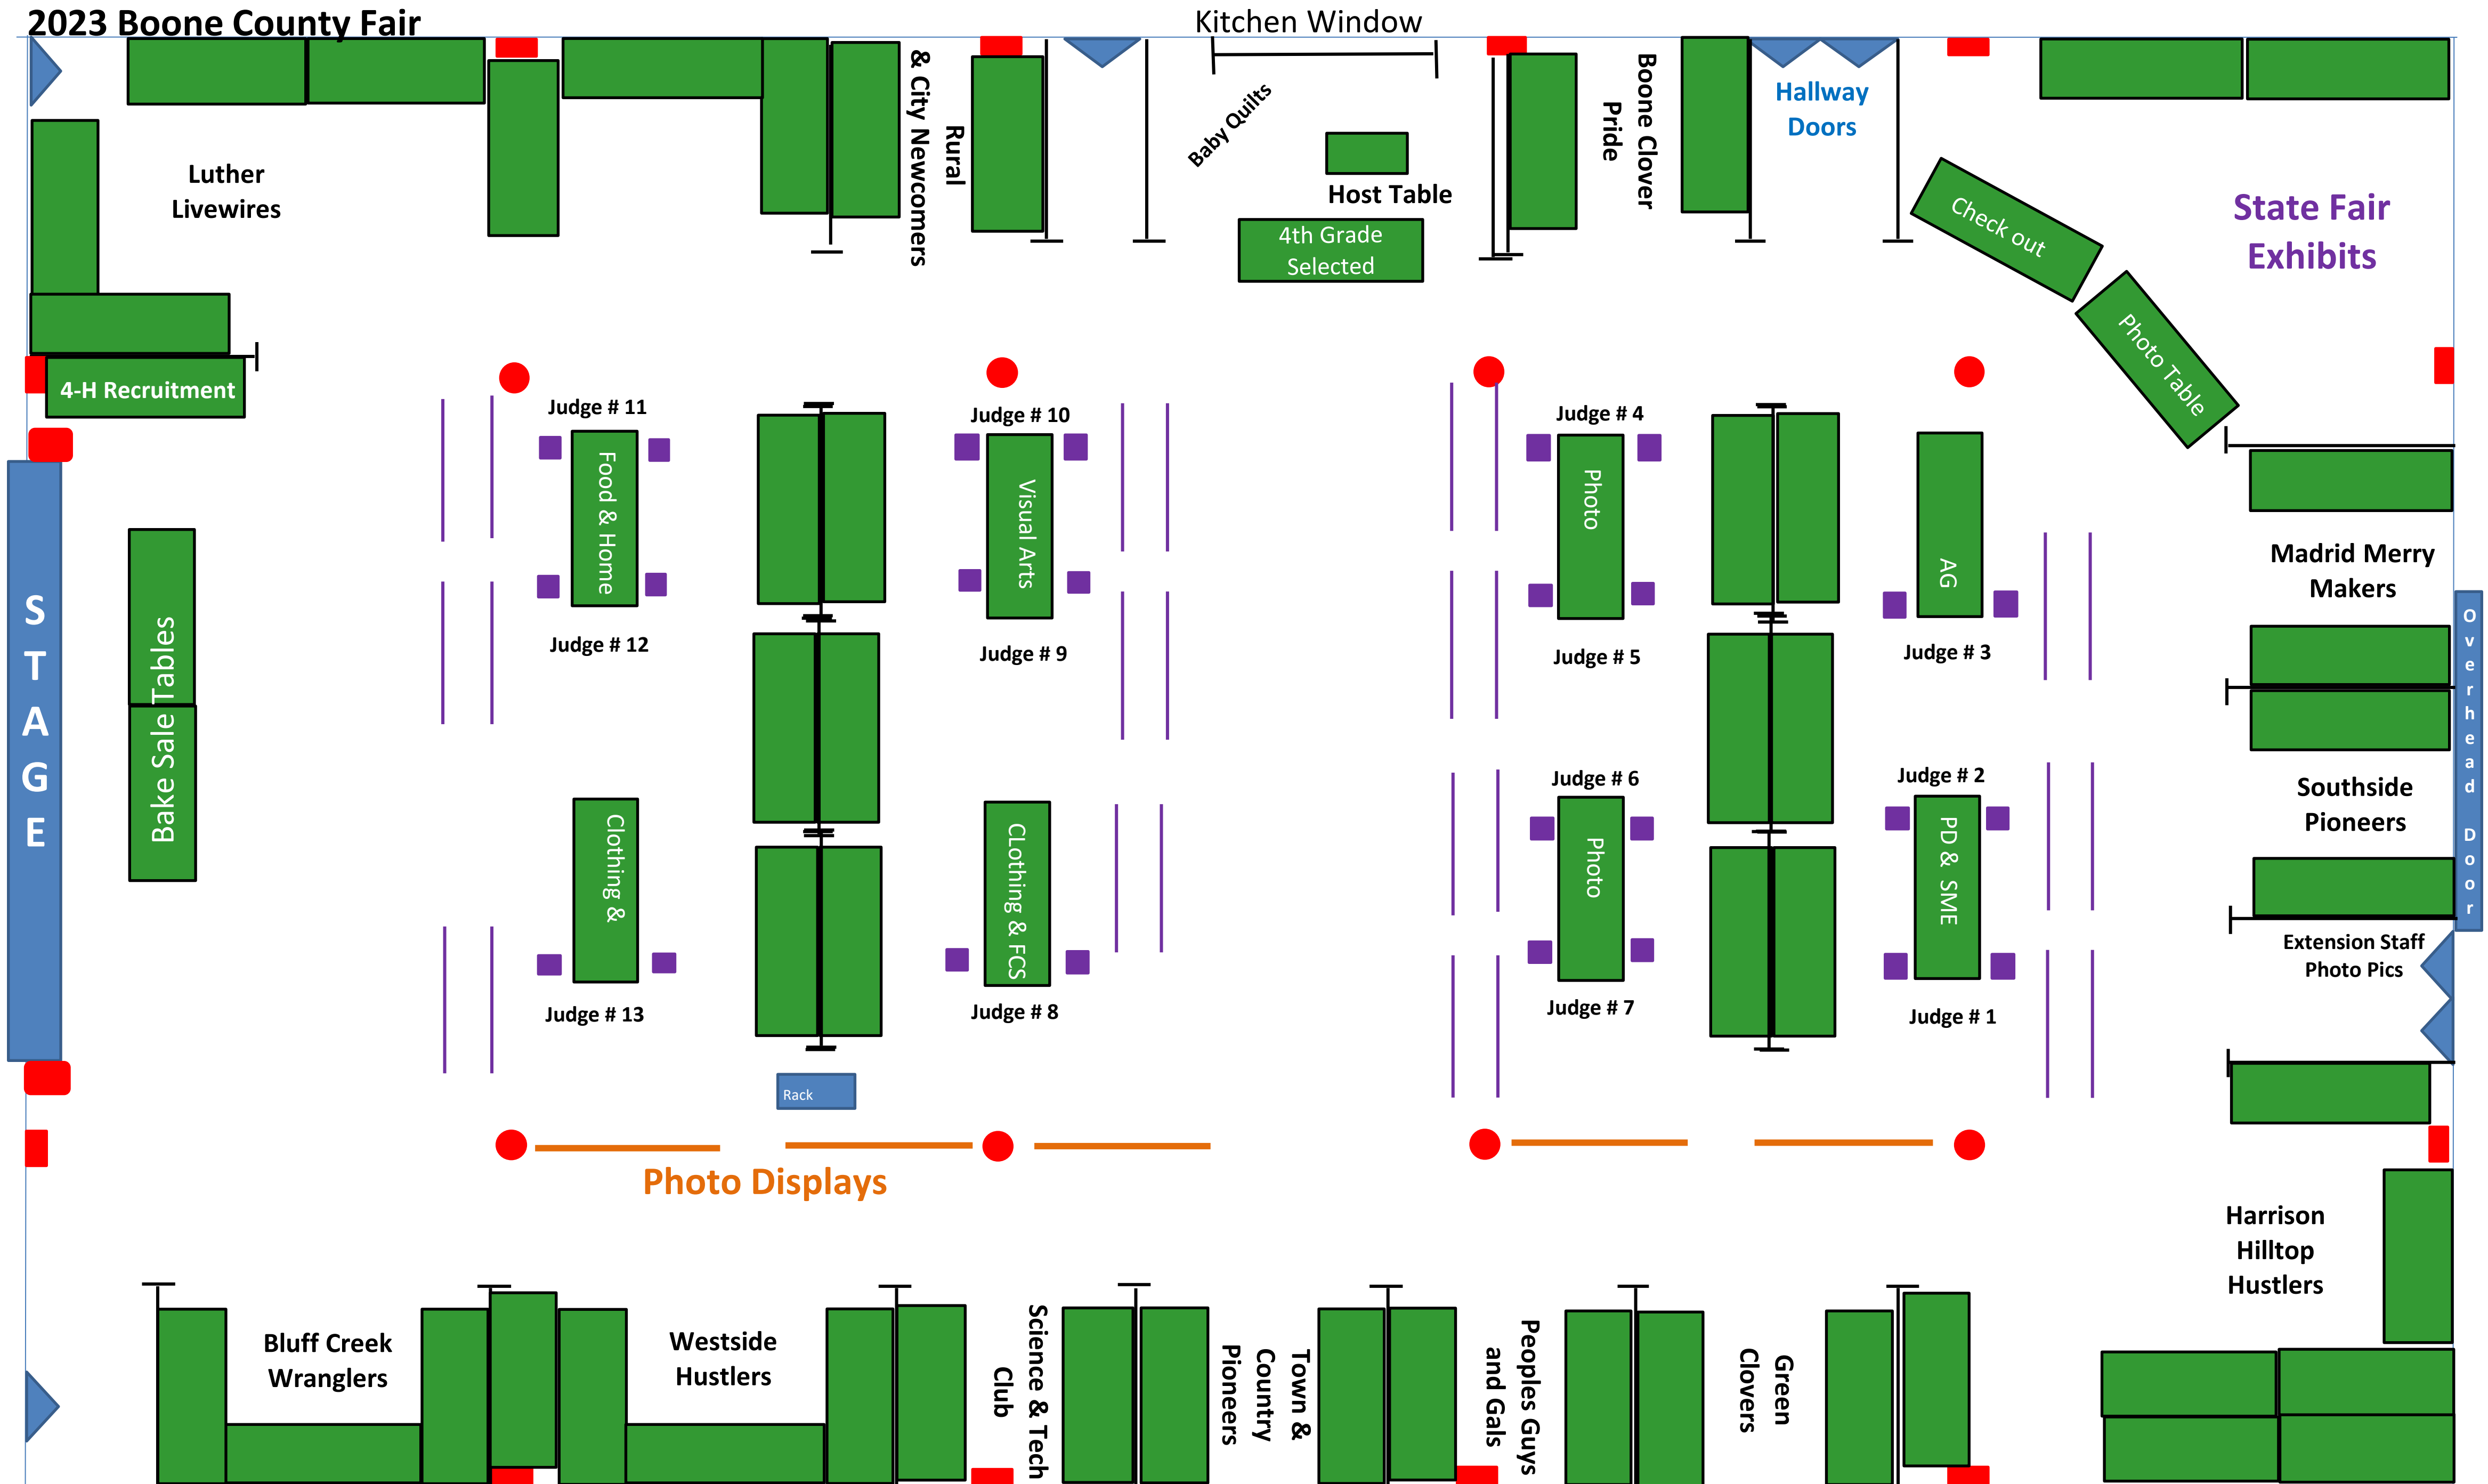 2023 Boone County Fair
Kitchen Window
Luther
Livewires
Rural
& City Newcomers
Baby Quilts
Host Table
4th Grade
Selected
Boone Clover
Pride
Hallway
Doors
Check out
Photo Table
State Fair
Exhibits
4-H Recruitment
STAGE
Bake Sale Tables
Judge # 11
Food & Home
Judge # 12
Judge # 10
Visual Arts
Judge # 9
Judge # 4
Photo
Judge # 5
AG
Judge # 3
Madrid Merry
Makers
Overhead Door
Southside
Pioneers
Extension Staff
Photo Pics
Clothing &
Judge # 13
CLothing & FCS
Judge # 8
Judge # 6
Photo
Judge # 7
Judge # 2
PD & SME
Judge # 1
Rack
Photo Displays
Harrison
Hilltop
Hustlers
Bluff Creek
Wranglers
Westside
Hustlers
Science & Tech
Club
Town &
Country
Pioneers
Peoples Guys
and Gals
Green
Clovers